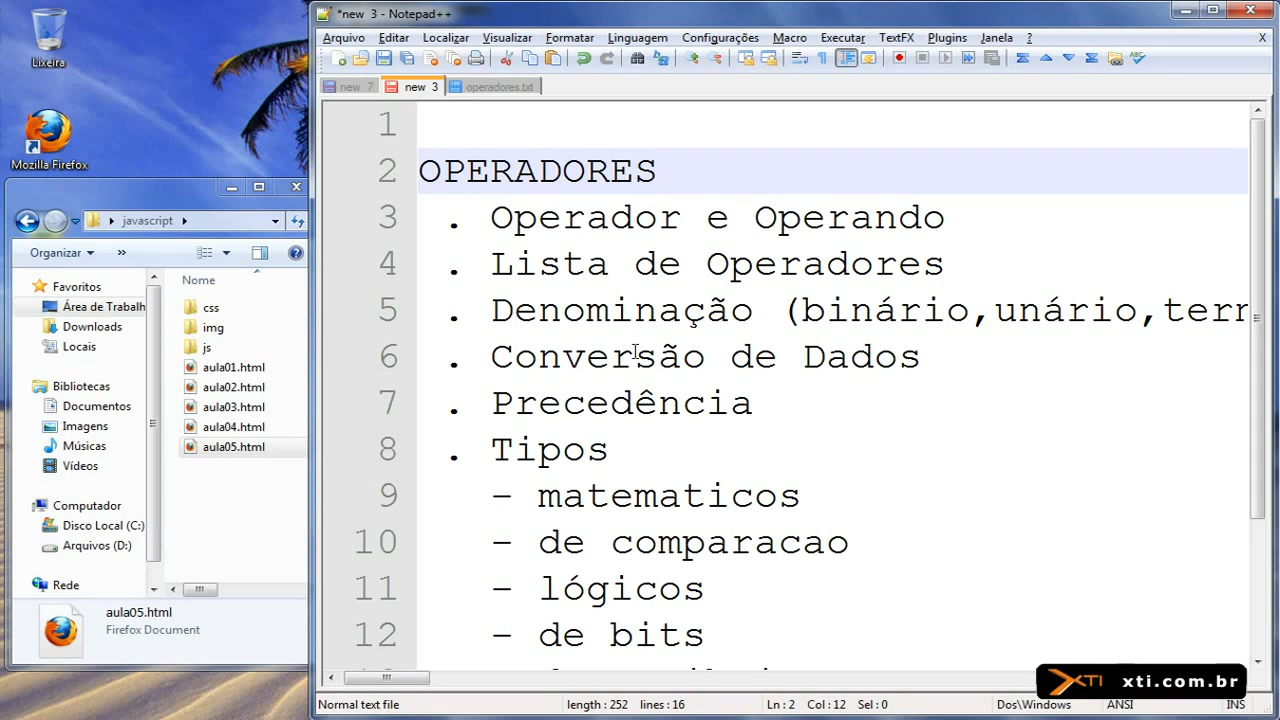 Lixeira
Mozilla Firefox
javascript
Organizar
»
Nome
Favoritos
Área de Trabalh
Downloads
Locais
Bibliotecas
Documentos
Imagens
Músicas
Vídeos
Computador
Disco Local (C:)
Arquivos (D:)
Rede
css
img
js
aula01.html
aula02.html
aula03.html
aula04.html
aula05.html
aula05.html
Firefox Document
*new 3 - Notepad++
Arquivo Editar Localizar Visualizar Formatar Linguagem Configurações Macro Executar TextFX Plugins Janela ? X
new 7 new 3 operadores.txt
1
2 OPERADORES
3 . Operador e Operando
4 . Lista de Operadores
5 . Denominação (binário,unário,tern
6 . Conversão de Dados
7 . Precedência
8 . Tipos
9 - matematicos
10 - de comparacao
11 - lógicos
12 - de bits
XTI xti.com.br
Normal text file length : 252 lines : 16 Ln : 2 Col : 12 Sel : 0 Dos\Windows ANSI INS